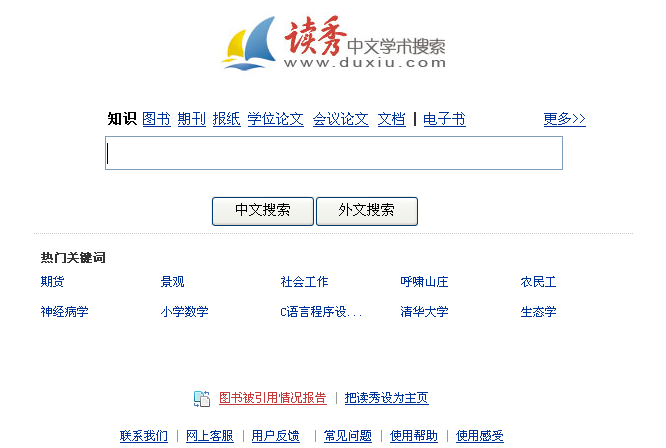 读秀中文学术搜索
www.duxiu.com
知识 图书 期刊 报纸 学位论文 会议论文 文档 | 电子书 更多>>
中文搜索 外文搜索
热门关键词
期货 景观 社会工作 呼啸山庄 农民工
神经病学 小学数学 C语言程序设... 清华大学 生态学
图书被引用情况报告 | 把读秀设为主页
联系我们 | 网上客服 | 用户反馈 | 常见问题 | 使用帮助 | 使用感受